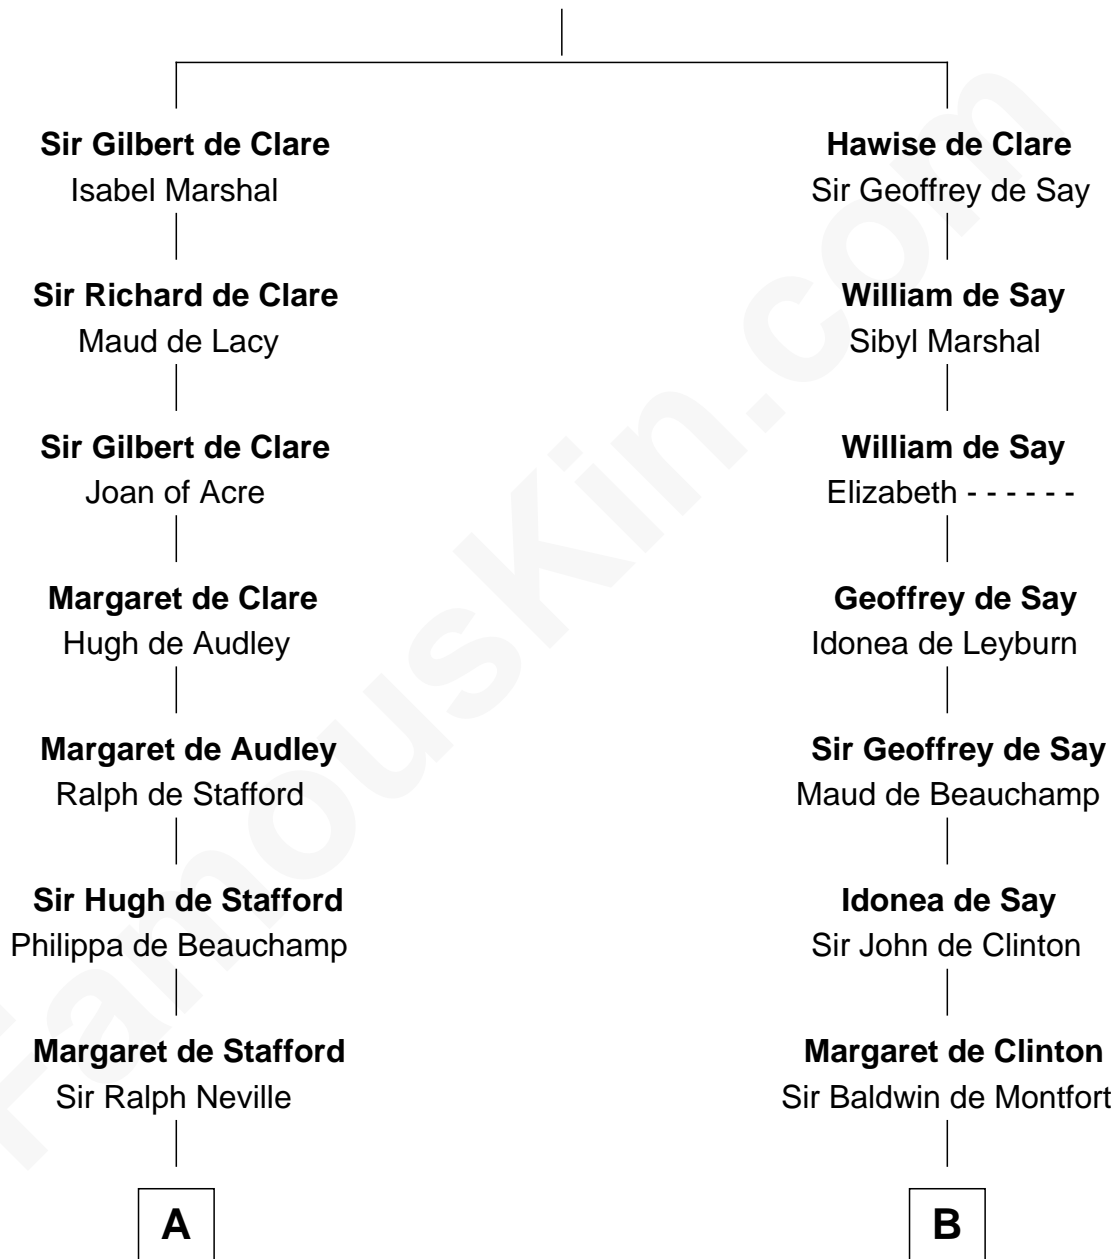 Sir Gilbert de Clare
Isabel Marshal
Sir Richard de Clare
Maud de Lacy
Sir Gilbert de Clare
Joan of Acre
Margaret de Clare
Hugh de Audley
Margaret de Audley
Ralph de Stafford
Sir Hugh de Stafford
Philippa de Beauchamp
Margaret de Stafford
Sir Ralph Neville
A
Hawise de Clare
Sir Geoffrey de Say
William de Say
Sibyl Marshal
William de Say
Elizabeth - - - - - -
Geoffrey de Say
Idonea de Leyburn
Sir Geoffrey de Say
Maud de Beauchamp
Idonea de Say
Sir John de Clinton
Margaret de Clinton
Sir Baldwin de Montfort
B
FamousKin.com